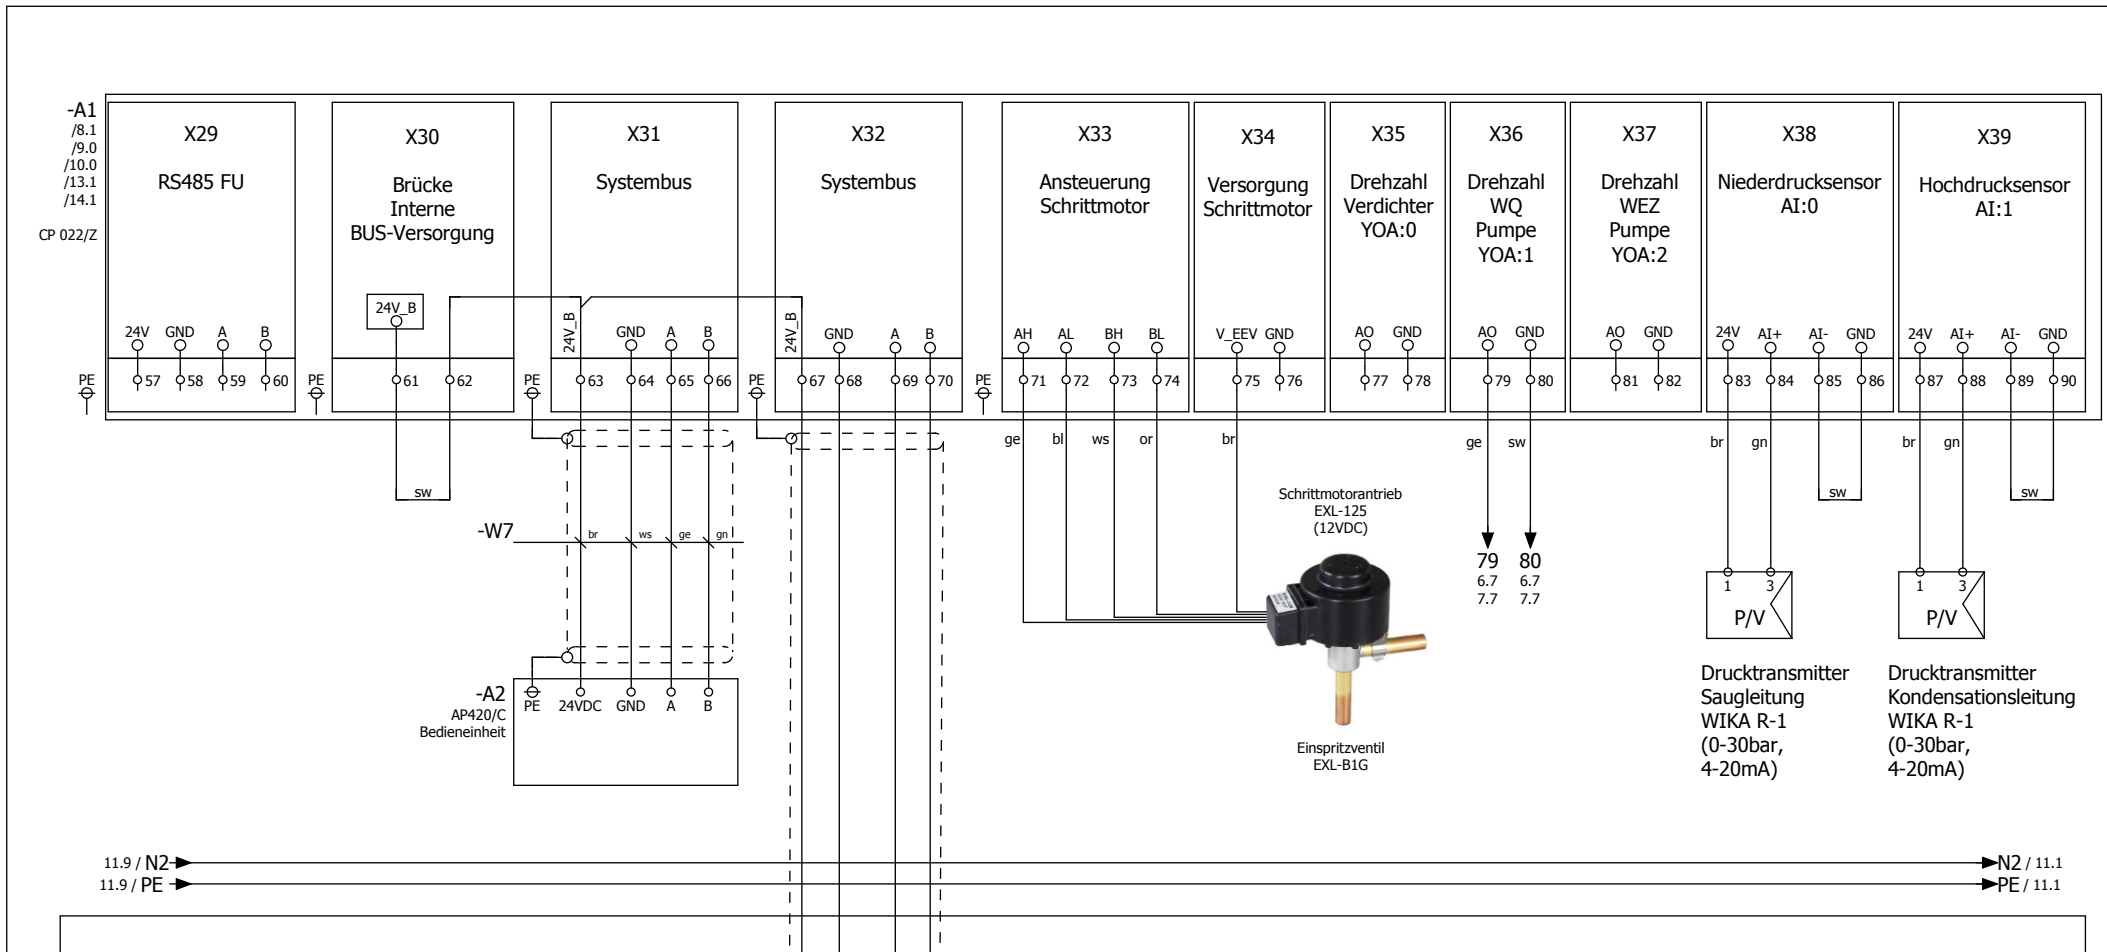 -A1
/8.1
/9.0
/10.0
/13.1
/14.1
CP 022/Z
X29
RS485 FU
24V GND A B
PE 57 58 59 60
X30
Brücke
Interne
BUS-Versorgung
24V_B
PE 61 62
sw
X31
Systembus
24V_B GND A B
PE 63 64 65 66
X32
Systembus
24V_B GND A B
PE 67 68 69 70
X33
Ansteuerung
Schrittmotor
AH AL BH BL
PE 71 72 73 74
ge bl ws or
X34
Versorgung
Schrittmotor
V_EEV GND
75 76
br
X35
Drehzahl
Verdichter
YOA:0
AO GND
77 78
X36
Drehzahl
WQ
Pumpe
YOA:1
AO GND
79 80
ge sw
79 80
6.7 6.7
7.7 7.7
X37
Drehzahl
WEZ
Pumpe
YOA:2
AO GND
81 82
X38
Niederdrucksensor
AI:0
24V AI+ AI- GND
83 84 85 86
br gn
sw
1 3
P/V
Drucktransmitter
Saugleitung
WIKA R-1
(0-30bar,
4-20mA)
X39
Hochdrucksensor
AI:1
24V AI+ AI- GND
87 88 89 90
br gn
sw
1 3
P/V
Drucktransmitter
Kondensationsleitung
WIKA R-1
(0-30bar,
4-20mA)
-W7
br ws ge gn
-A2
AP420/C
Bedieneinheit
PE 24VDC GND A B
Schrittmotorantrieb
EXL-125
(12VDC)
Einspritzventil
EXL-B1G
11.9 / N2
11.9 / PE
N2 / 11.1
PE / 11.1